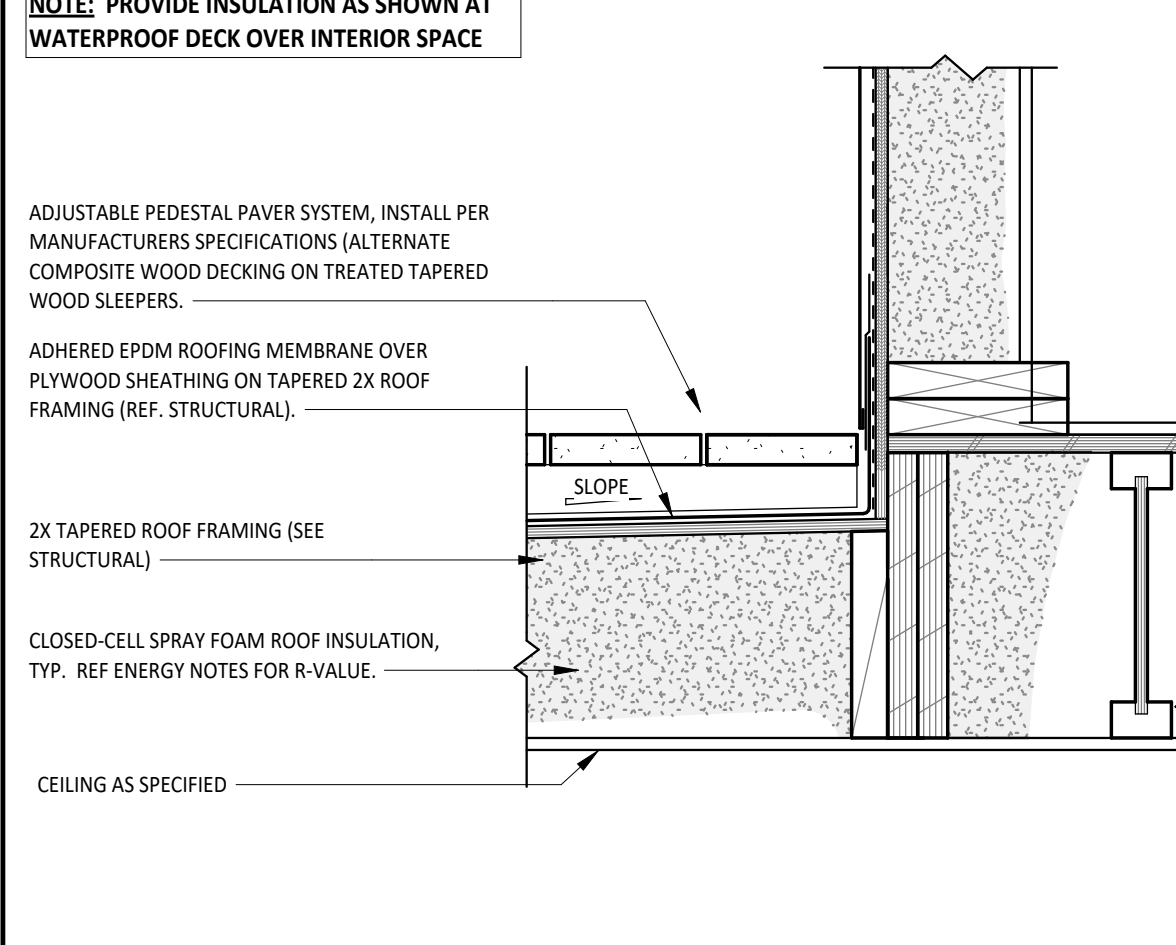 NOTE: PROVIDE INSULATION AS SHOWN AT
WATERPROOF DECK OVER INTERIOR SPACE
ADJUSTABLE PEDESTAL PAVER SYSTEM, INSTALL PER
MANUFACTURERS SPECIFICATIONS (ALTERNATE
COMPOSITE WOOD DECKING ON TREATED TAPERED
WOOD SLEEPERS.
ADHERED EPDM ROOFING MEMBRANE OVER
PLYWOOD SHEATHING ON TAPERED 2X ROOF
FRAMING (REF. STRUCTURAL).
SLOPE
2X TAPERED ROOF FRAMING (SEE
STRUCTURAL)
CLOSED-CELL SPRAY FOAM ROOF INSULATION,
TYP. REF ENERGY NOTES FOR R-VALUE.
CEILING AS SPECIFIED